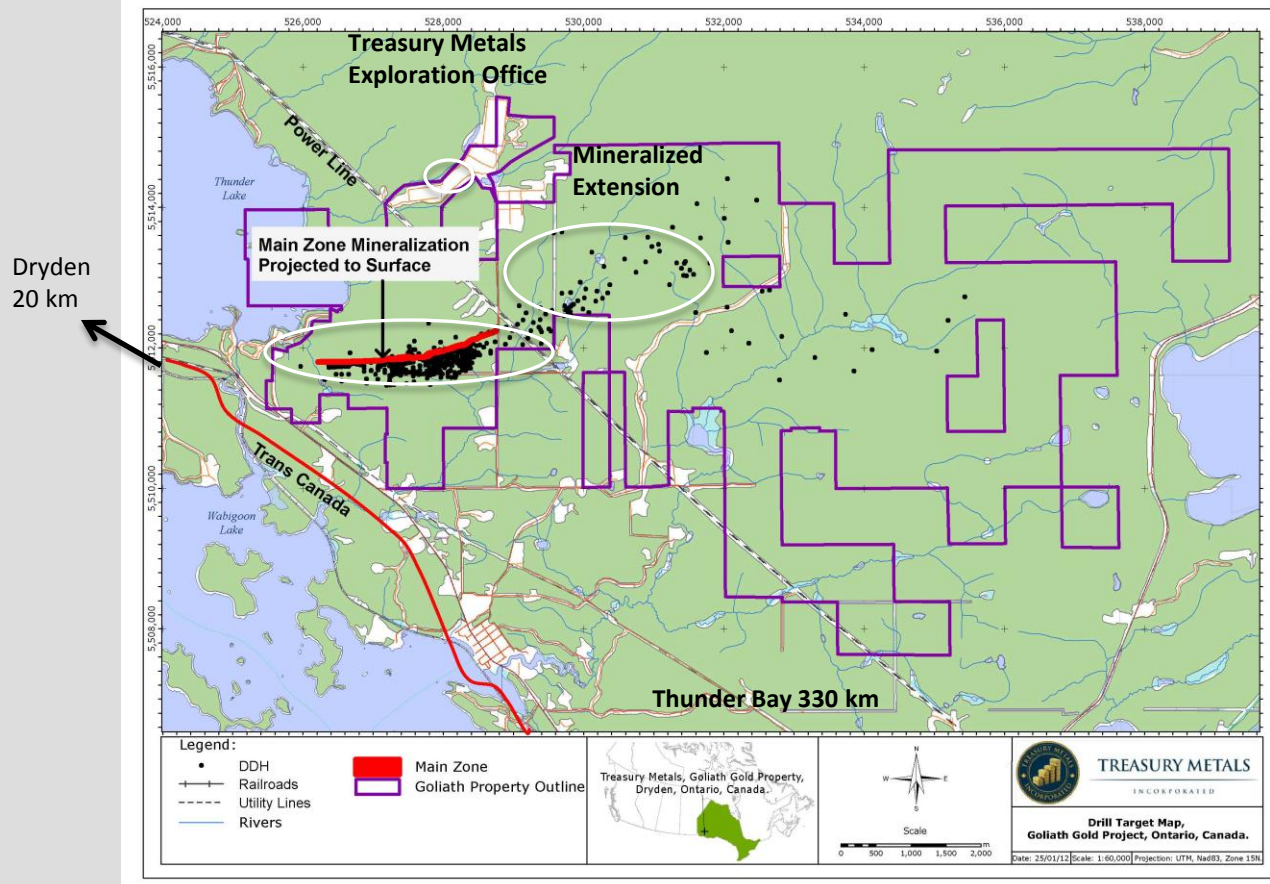 524,000
526,000
528,000
530,000
532,000
534,000
536,000
538,000
5,516,000
5,514,000
5,512,000
5,510,000
5,508,000
Treasury Metals
Exploration Office
Power Line
Thunder
Lake
Mineralized
Extension
Main Zone Mineralization
Projected to Surface
Dryden
20 km
Trans Canada
Wabigoon
Lake
Thunder Bay 330 km
Legend:
DDH
Railroads
Utility Lines
Rivers
Main Zone
Goliath Property Outline
Treasury Metals, Goliath Gold Property,
Dryden, Ontario, Canada.
N
W
E
S
Scale
m
0 500 1,000 1,500 2,000
TREASURY METALS
INCORPORATED
TREASURY METALS
INCORPORATED
Drill Target Map,
Goliath Gold Project, Ontario, Canada.
Date: 25/01/12 Scale: 1:60,000 Projection: UTM, Nad83, Zone 15N.